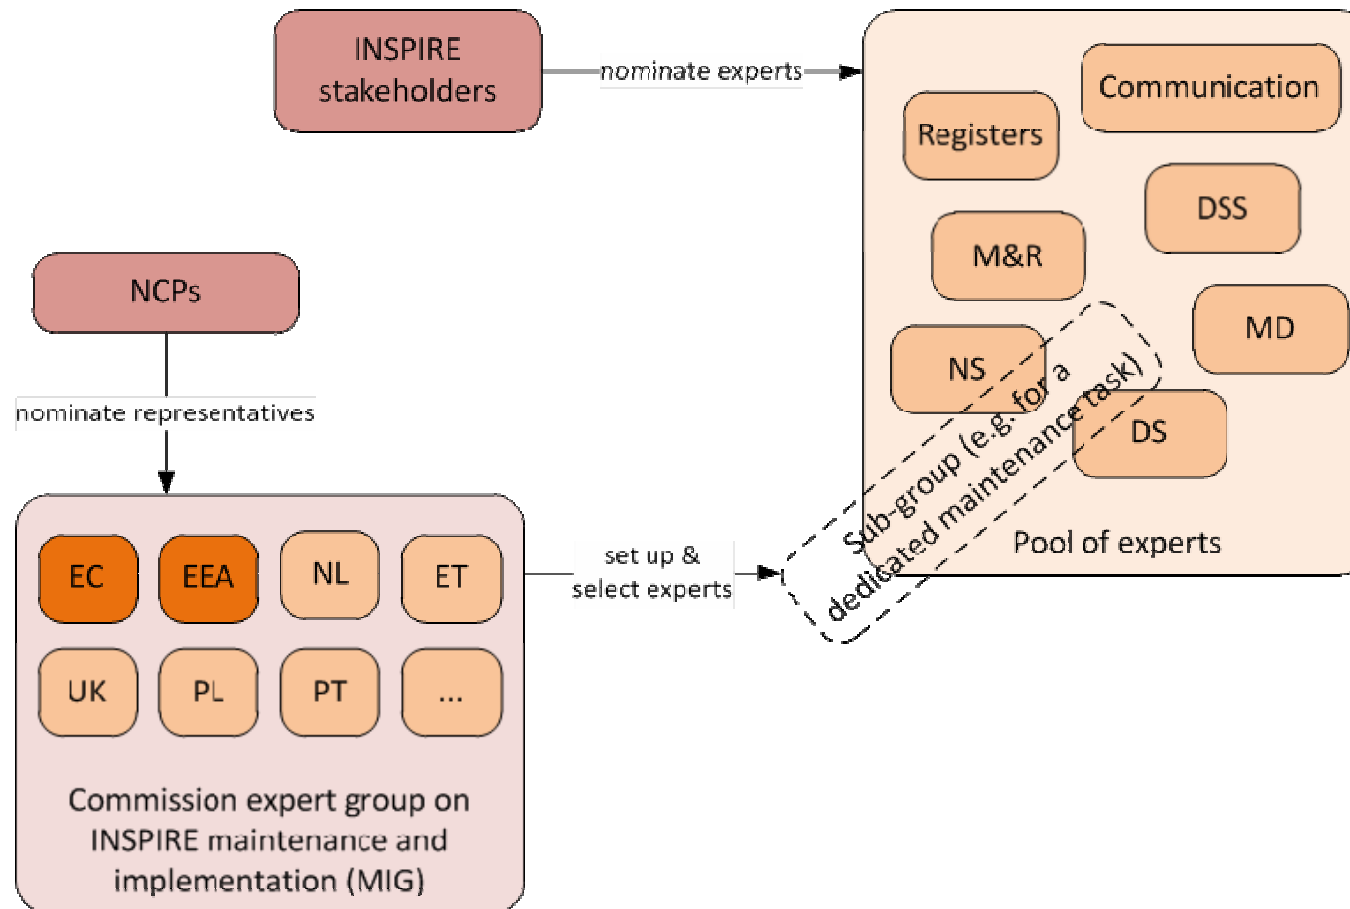 INSPIRE
stakeholders
nominate experts
Communication
Registers
DSS
M&R
NCPs
MD
NS
nominate representatives
DS
Sub-group (e.g. for a
dedicated maintenance task)
Pool of experts
EC
EEA
NL
ET
set up &
select experts
UK
PL
PT
...
Commission expert group on
INSPIRE maintenance and
implementation (MIG)